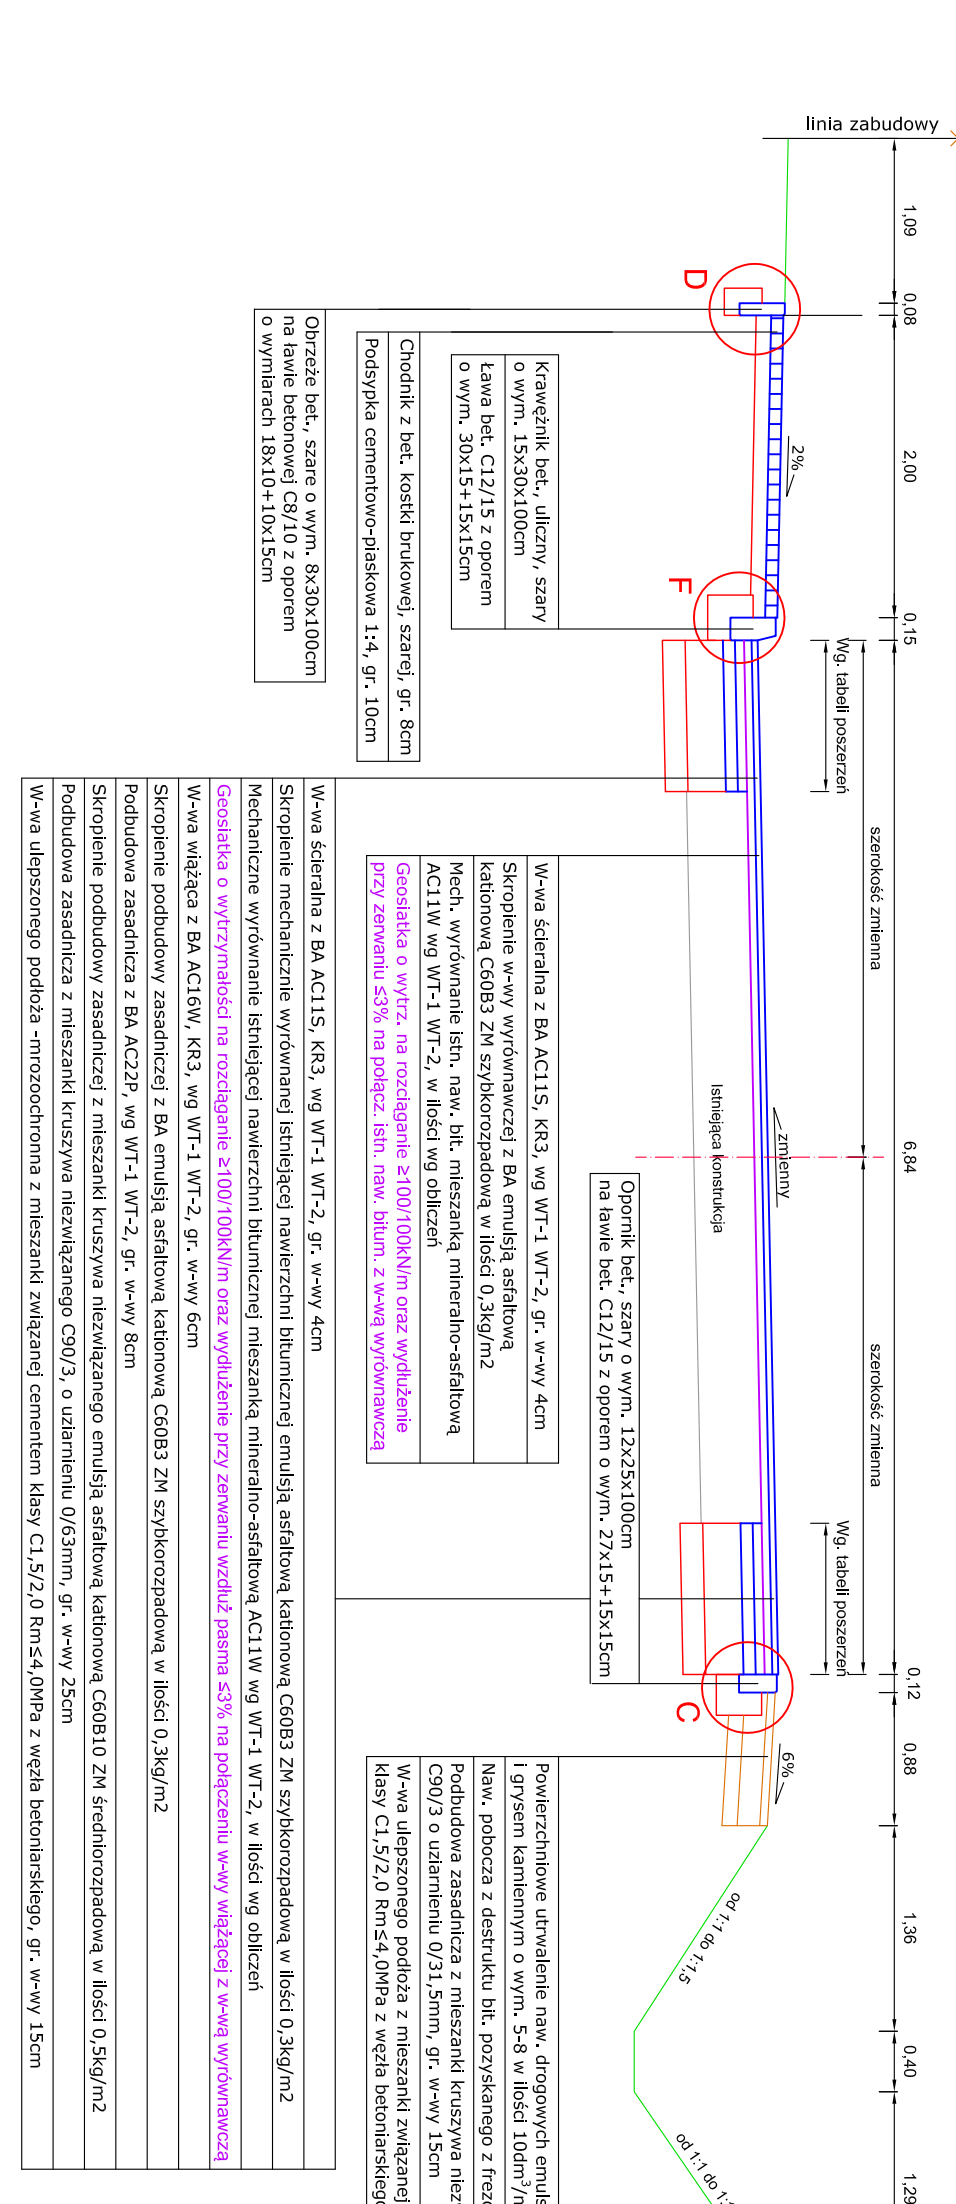 linia zabudowy
1,09
0,08
2,00
0,15
6,84
0,12
0,88
1,36
0,40
1,29
szerokość zmienna
szerokość zmienna
Wg. tabeli poszerzeń
Wg. tabeli poszerzeń
2%
zmienny
6%
od 1:1 do 1:1,5
od 1:1 do
Istniejąca konstrukcja
D
F
C
Krawężnik bet., uliczny, szary
o wym. 15x30x100cm
Ława bet. C12/15 z oporem
o wym. 30x15+15x15cm
Chodnik z bet. kostki brukowej, szarej, gr. 8cm
Podsypka cementowo-piaskowa 1:4, gr. 10cm
Obrzeże bet., szare o wym. 8x30x100cm
na ławie betonowej C8/10 z oporem
o wymiarach 18x10+10x15cm
Opornik bet., szary o wym. 12x25x100cm
na ławie bet. C12/15 z oporem o wym. 27x15+15x15cm
W-wa ścieralna z BA AC11S, KR3, wg WT-1 WT-2, gr. w-wy 4cm
Skropienie w-wy wyrównawczej z BA emulsją asfaltową
kationową C60B3 ZM szybkorozpadową w ilości 0,3kg/m2
Mech. wyrównanie istn. naw. bit. mieszanką mineralno-asfaltową
AC11W wg WT-1 WT-2, w ilości wg obliczeń
Geosiatka o wytrz. na rozciąganie ≥100/100kN/m oraz wydłużenie
przy zerwaniu ≤3% na połącz. istn. naw. bitum. z w-wą wyrównawczą
W-wa ścieralna z BA AC11S, KR3, wg WT-1 WT-2, gr. w-wy 4cm
Skropienie mechanicznie wyrównanej istniejącej nawierzchni bitumicznej emulsją asfaltową kationową C60B3 ZM szybkorozpadową w ilości 0,3kg/m2
Mechaniczne wyrównanie istniejącej nawierzchni bitumicznej mieszanką mineralno-asfaltową AC11W wg WT-1 WT-2, w ilości wg obliczeń
Geosiatka o wytrzymałości na rozciąganie ≥100/100kN/m oraz wydłużenie przy zerwaniu wzdłuż pasma ≤3% na połączeniu w-wy wiążącej z w-wą wyrównawczą
W-wa wiążąca z BA AC16W, KR3, wg WT-1 WT-2, gr. w-wy 6cm
Skropienie podbudowy zasadniczej z BA emulsją asfaltową kationową C60B3 ZM szybkorozpadową w ilości 0,3kg/m2
Podbudowa zasadnicza z BA AC22P, wg WT-1 WT-2, gr. w-wy 8cm
Skropienie podbudowy zasadniczej z mieszanki kruszywa niezwiązanego emulsją asfaltową kationową C60B10 ZM średniorozpadową w ilości 0,5kg/m2
Podbudowa zasadnicza z mieszanki kruszywa niezwiązanego C90/3, o uziarnieniu 0/63mm, gr. w-wy 25cm
W-wa ulepszonego podłoża -mrozoochronna z mieszanki związanej cementem klasy C1,5/2,0 Rm≤4,0MPa z węzła betoniarskiego, gr. w-wy 15cm
Powierzchniowe utrwalenie naw. drogowych emuls
i grysem kamiennym o wym. 5-8 w ilości 10dm³/m
Naw. pobocza z destruktu bit. pozyskanego z freze
Podbudowa zasadnicza z mieszanki kruszywa niez
C90/3 o uziarnieniu 0/31,5mm, gr. w-wy 15cm
W-wa ulepszonego podłoża z mieszanki związanej
klasy C1,5/2,0 Rm≤4,0MPa z węzła betoniarskiego